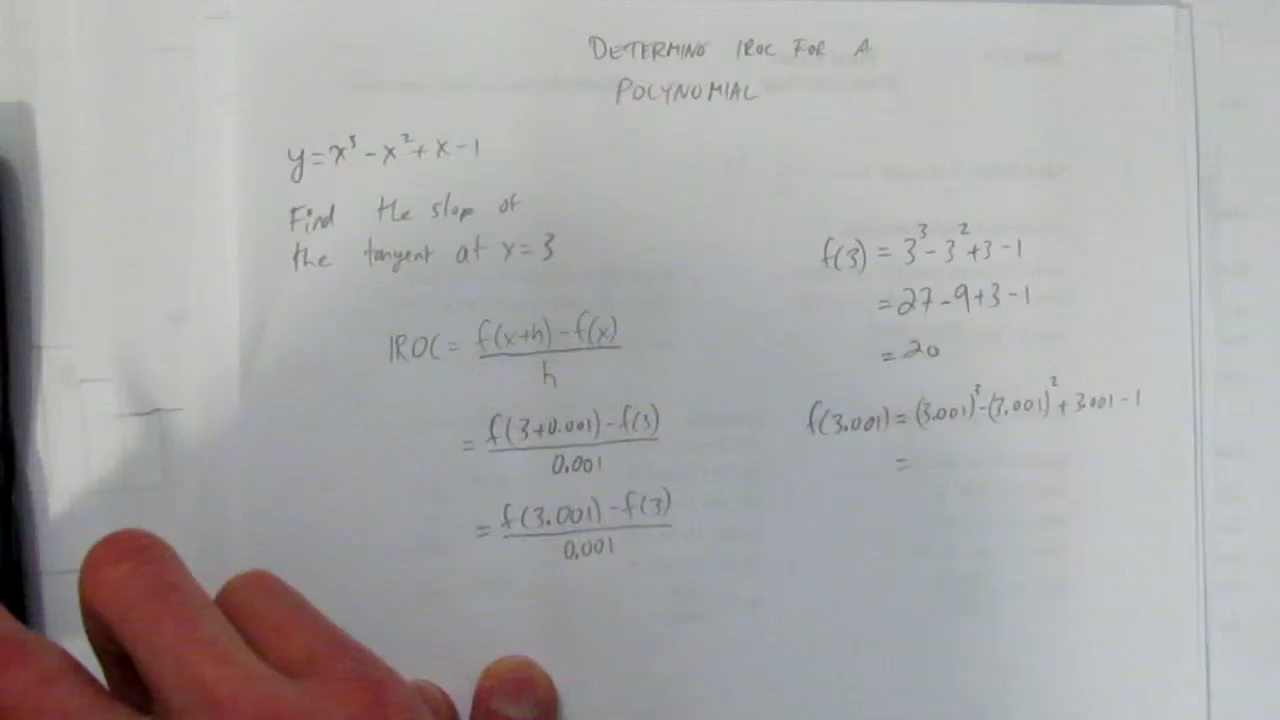 DETERMING IROC FOR A
POLYNOMIAL
y=x³-x²+x-1
Find the slope of
the tangent at x=3
IROC = f(x+h)-f(x)
h
= f(3+0.001)-f(3)
0.001
= f(3.001)-f(3)
0.001
f(3) = 3³-3²+3-1
=27-9+3-1
=20
f(3.001) = (3.001)³-(3.001)²+3.001-1
=